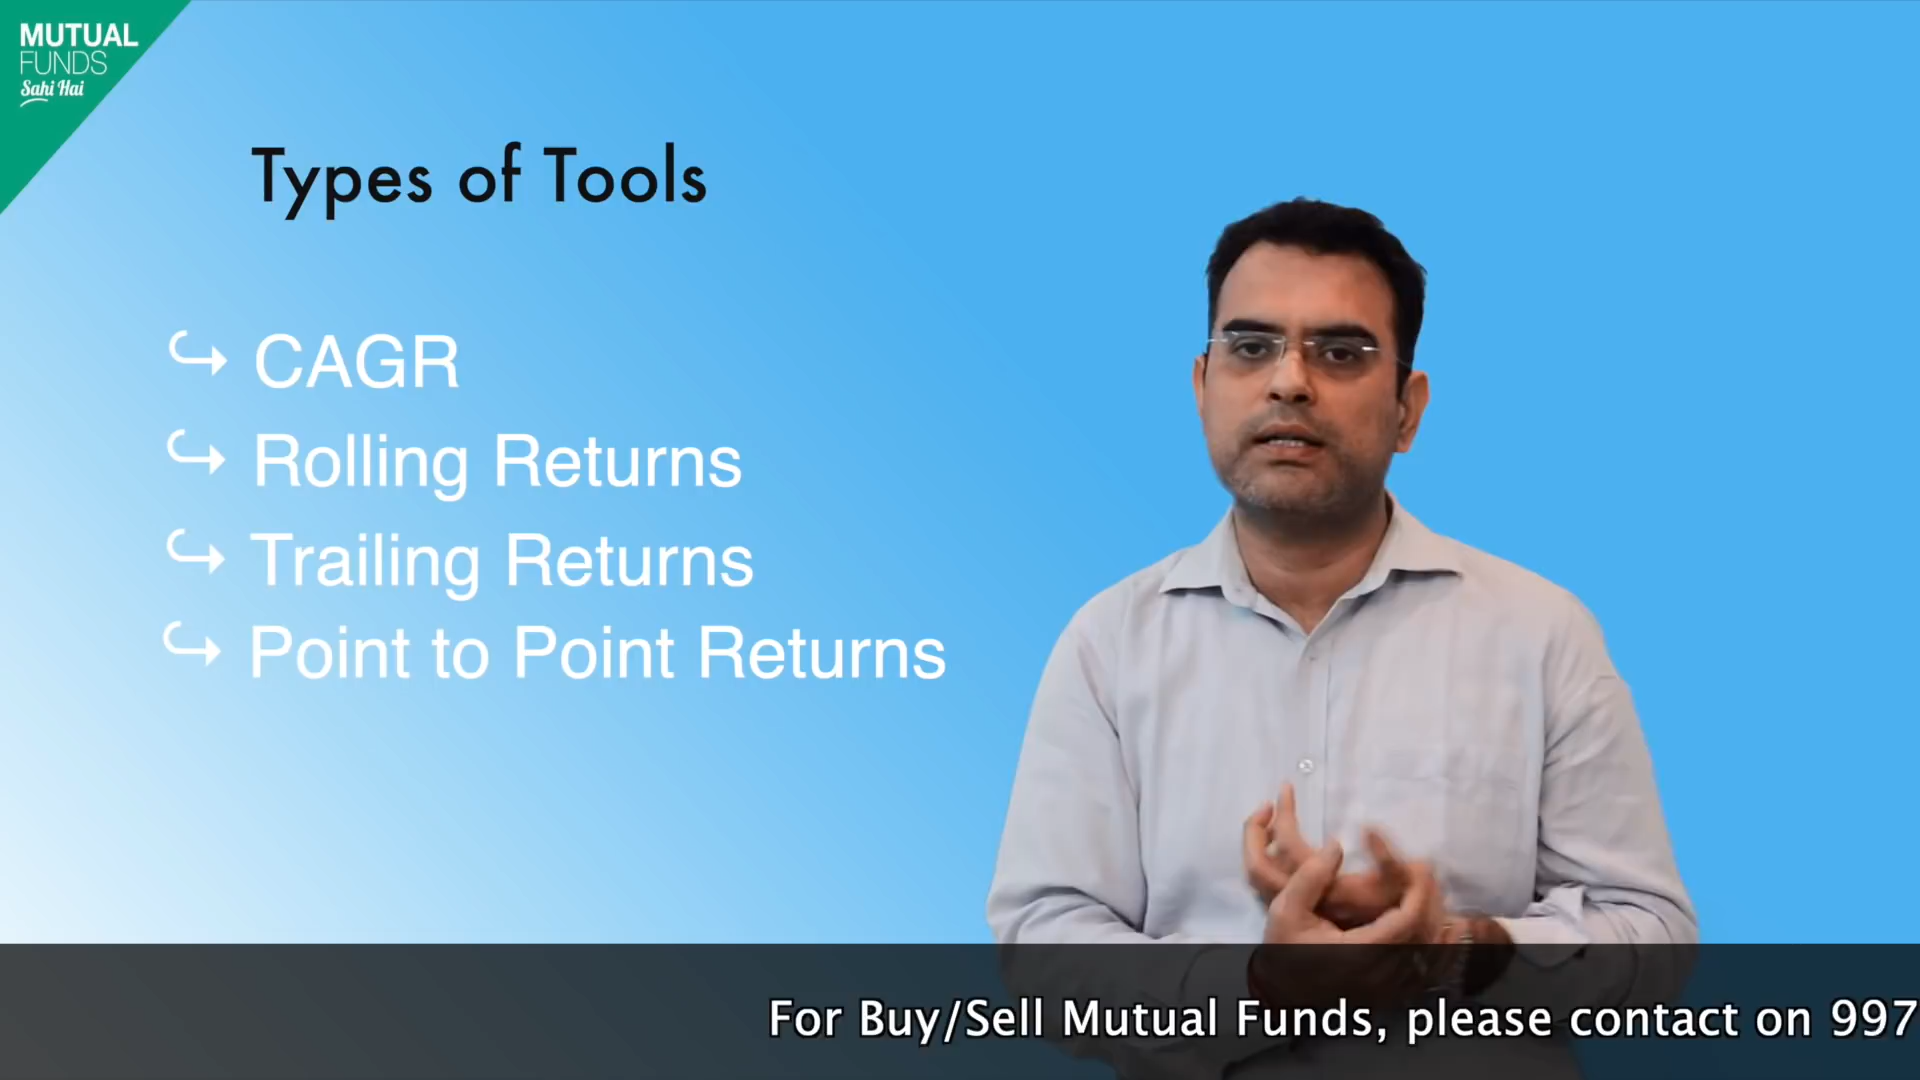 MUTUAL
FUNDS
Sahi Hai
Types of Tools
↪ CAGR
↪ Rolling Returns
↪ Trailing Returns
↪ Point to Point Returns
For Buy/Sell Mutual Funds, please contact on 997